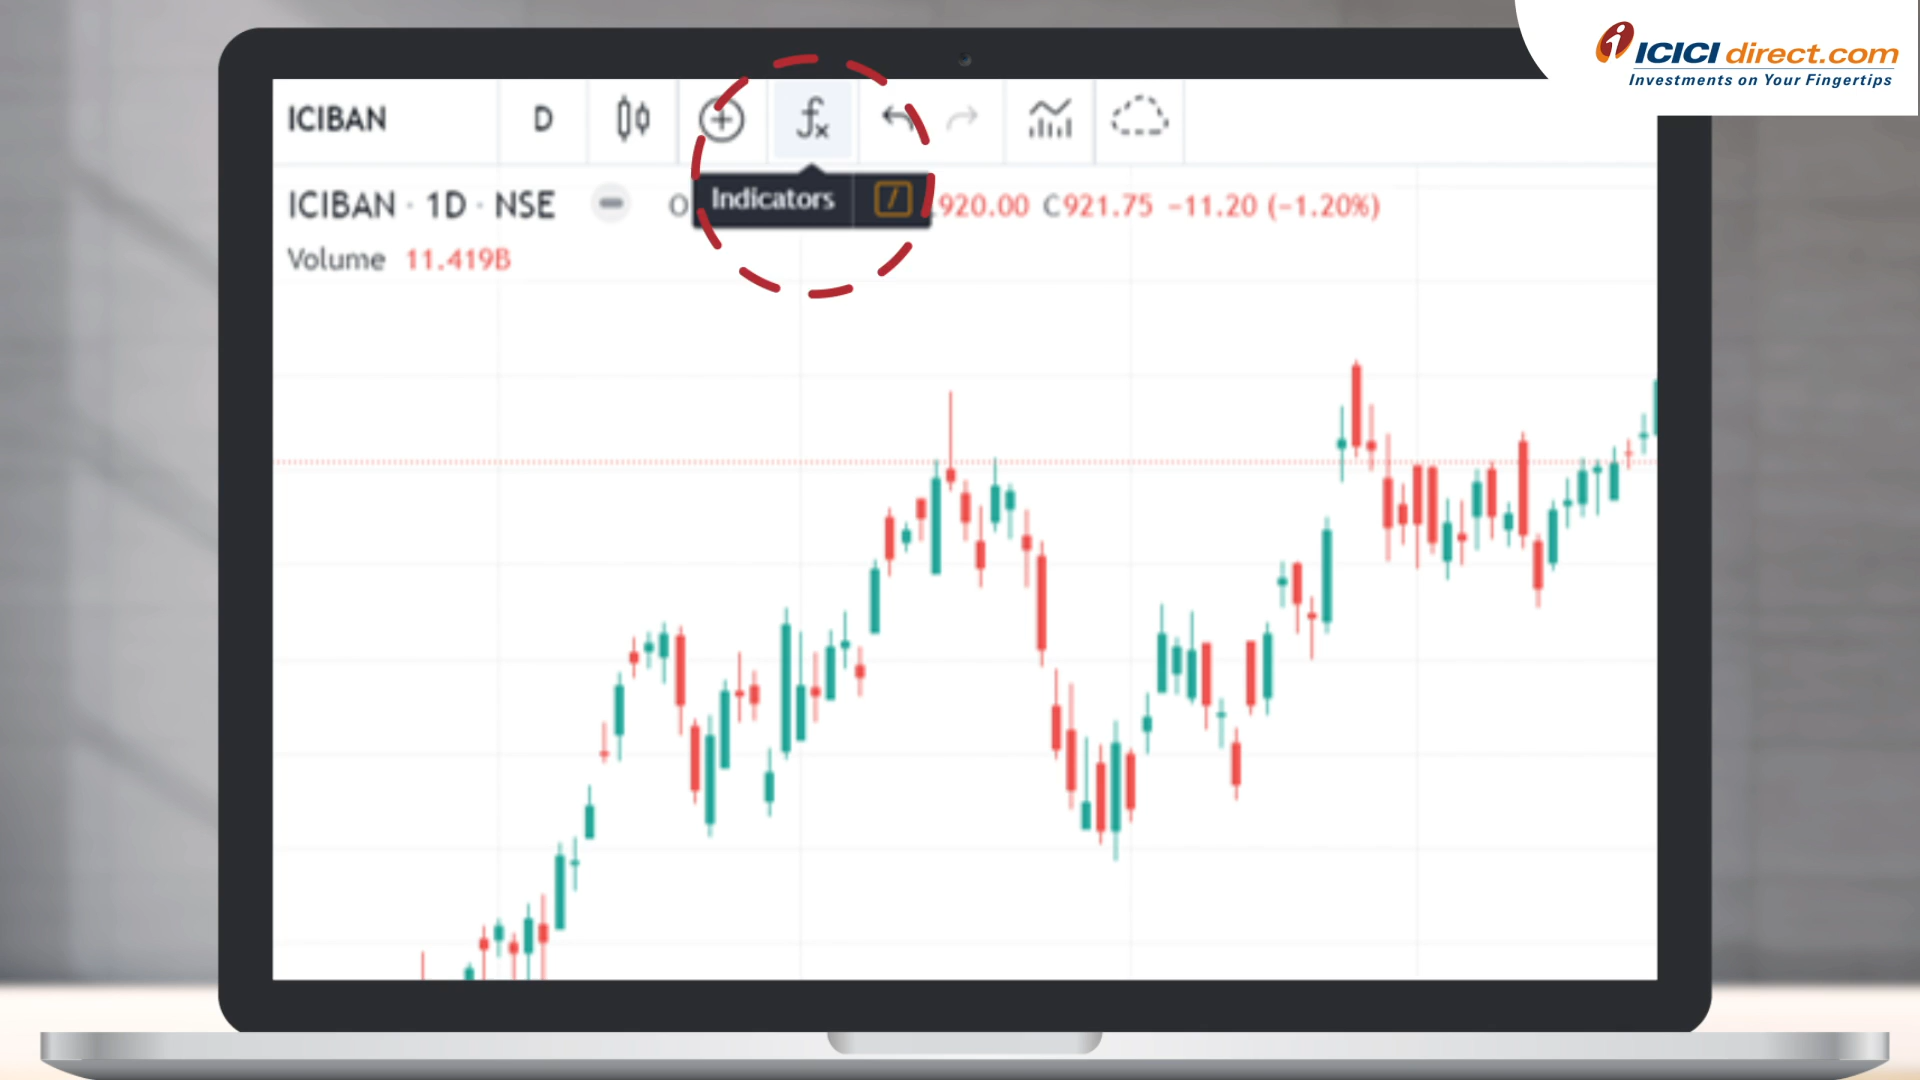 ICICI direct.com
Investments on Your Fingertips
ICIBAN D fx
Indicators /
ICIBAN · 1D · NSE O 920.00 C921.75 −11.20 (−1.20%)
Volume 11.419B